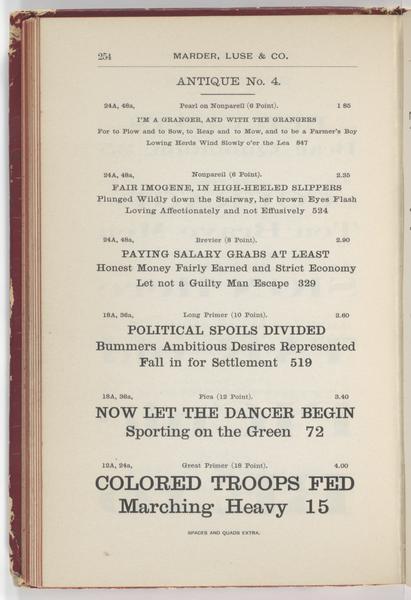 254 MARDER, LUSE & CO.
ANTIQUE No. 4.
24A, 48a, Pearl on Nonpareil (6 Point). 1 85
I'M A GRANGER, AND WITH THE GRANGERS
For to Plow and to Sow, to Reap and to Mow, and to be a Farmer's Boy
Lowing Herds Wind Slowly o'er the Lea 847
24A, 48a, Nonpareil (6 Point). 2.35
FAIR IMOGENE, IN HIGH-HEELED SLIPPERS
Plunged Wildly down the Stairway, her brown Eyes Flash
Loving Affectionately and not Effusively 524
24A, 48a, Brevier (8 Point). 2.90
PAYING SALARY GRABS AT LEAST
Honest Money Fairly Earned and Strict Economy
Let not a Guilty Man Escape 329
18A, 36a, Long Primer (10 Point). 2.60
POLITICAL SPOILS DIVIDED
Bummers Ambitious Desires Represented
Fall in for Settlement 519
18A, 36a, Pica (12 Point). 3.40
NOW LET THE DANCER BEGIN
Sporting on the Green 72
12A, 24a, Great Primer (18 Point). 4.00
COLORED TROOPS FED
Marching Heavy 15
SPACES AND QUADS EXTRA.